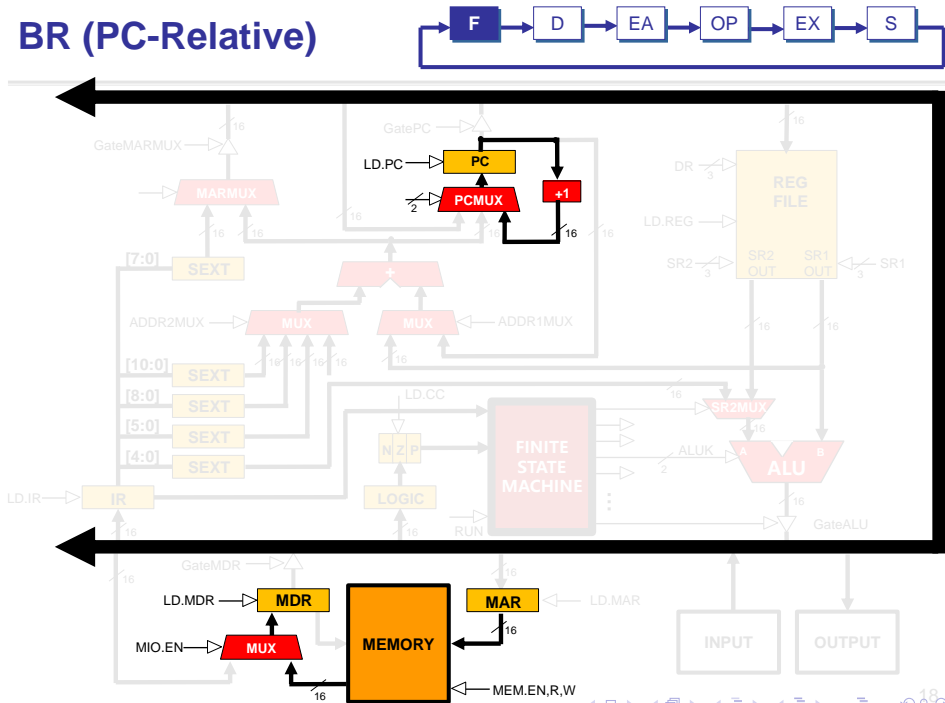 BR (PC-Relative)
F D EA OP EX S
16 16
GatePC
GateMARMUX
LD.PC PC
DR 3
REG
FILE
MARMUX
2 PCMUX +1
LD.REG
16 16 16 16 16 16
[7:0] SEXT
SR2 3
SR2
OUT
SR1
OUT
3 SR1
+
ADDR2MUX MUX MUX ADDR1MUX
16 16
16 16 16 16 16
[10:0] SEXT
LD.CC
16
[8:0] SEXT
SR2MUX
16
[5:0] SEXT
N Z P
FINITE
STATE
MACHINE
ALUK
2
A B
ALU
[4:0] SEXT
LD.IR IR
LOGIC
16
16 16
RUN
GateALU
GateMDR
16 16 16
LD.MDR MDR
MAR LD.MAR
MEMORY
16
INPUT OUTPUT
MIO.EN MUX
16
MEM.EN,R,W
18